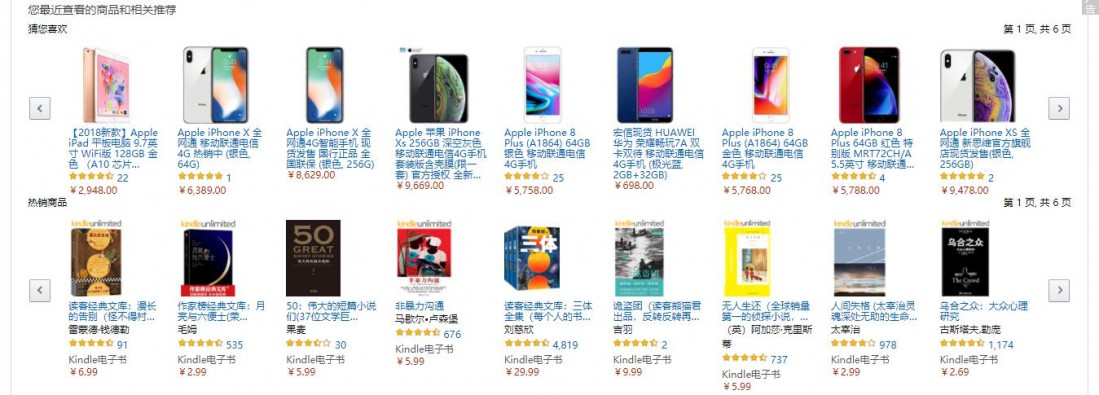 您最近查看的商品和相关推荐
猜您喜欢
第 1 页, 共 6 页
【2018新款】Apple
iPad 平板电脑 9.7英
寸 WiFi版 128GB 金
色 （A10 芯片...
22
￥2,948.00
Apple iPhone X 全
网通 移动联通电信
4G 热销中 (银色,
64G)
1
￥6,389.00
Apple iPhone X 全
网通4G智能手机 现
货发售 国行正品 全
国联保 (银色, 256G)
￥8,629.00
Apple 苹果 iPhone
Xs 256GB 深空灰色
移动联通电信4G手机
套装版含壳膜(限一
套) 官方授权 全新...
￥9,669.00
Apple iPhone 8
Plus (A1864) 64GB
银色 移动联通电信
4G手机
25
￥5,758.00
宏信现货 HUAWEI
华为 荣耀畅玩7A 双
卡双待 移动联通电信
4G手机 (极光蓝,
2GB+32GB)
￥698.00
Apple iPhone 8
Plus (A1864) 64GB
金色 移动联通电信
4G手机
25
￥5,768.00
Apple iPhone 8
Plus 64GB 红色 特
别版 MRT72CH/A
5.5英寸 移动联通...
4
￥5,788.00
Apple iPhone XS 全
网通 新思维官方旗舰
店现货发售(银色,
256GB)
2
￥9,478.00
热销商品
第 1 页, 共 6 页
kindleunlimited
读客经典文库：漫长
的告别（怪不得村...
雷蒙德·钱德勒
91
Kindle电子书
￥6.99
kindleunlimited
月亮与六便士
作家榜经典文库：月
亮与六便士(荣...
毛姆
535
Kindle电子书
￥2.99
50
GREAT
SHORT STORIES
50：伟大的短篇小说
们(37位文学巨...
果麦
30
Kindle电子书
￥5.99
kindleunlimited
非暴力沟通
非暴力沟通
马歇尔•卢森堡
676
Kindle电子书
￥5.99
三体
读客经典文库：三体
全集（每个人的书...
刘慈欣
4,819
Kindle电子书
￥29.99
kindleunlimited
诡盗团
诡盗团（读客熊猫君
出品，反转反转再...
吉羽
2
Kindle电子书
￥9.99
kindleunlimited
无人生还（全球销量
第一的侦探小说，...
（英）阿加莎·克里斯
蒂
737
Kindle电子书
￥5.99
kindleunlimited
人间失格 (太宰治灵
魂深处无助的生命...
太宰治
978
Kindle电子书
￥2.99
kindleunlimited
乌合之众
The Crowd
乌合之众：大众心理
研究
古斯塔夫.勒庞
1,174
Kindle电子书
￥2.69